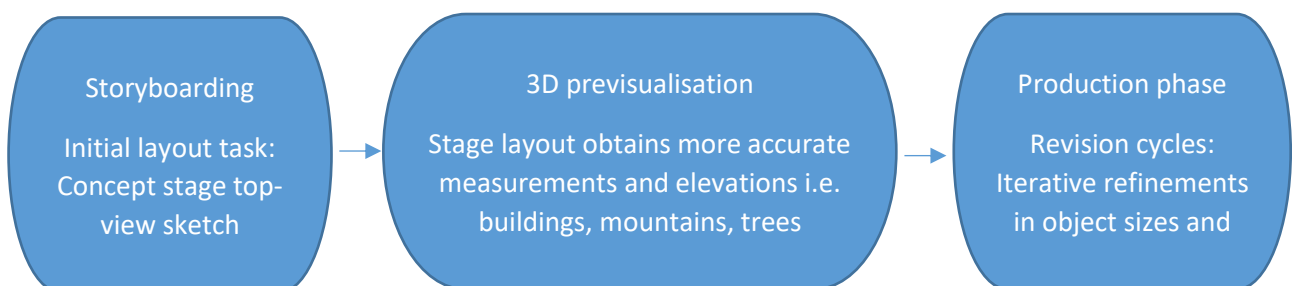 Storyboarding
Initial layout task:
Concept stage top-
view sketch
3D previsualisation
Stage layout obtains more accurate
measurements and elevations i.e.
buildings, mountains, trees
Production phase
Revision cycles:
Iterative refinements
in object sizes and